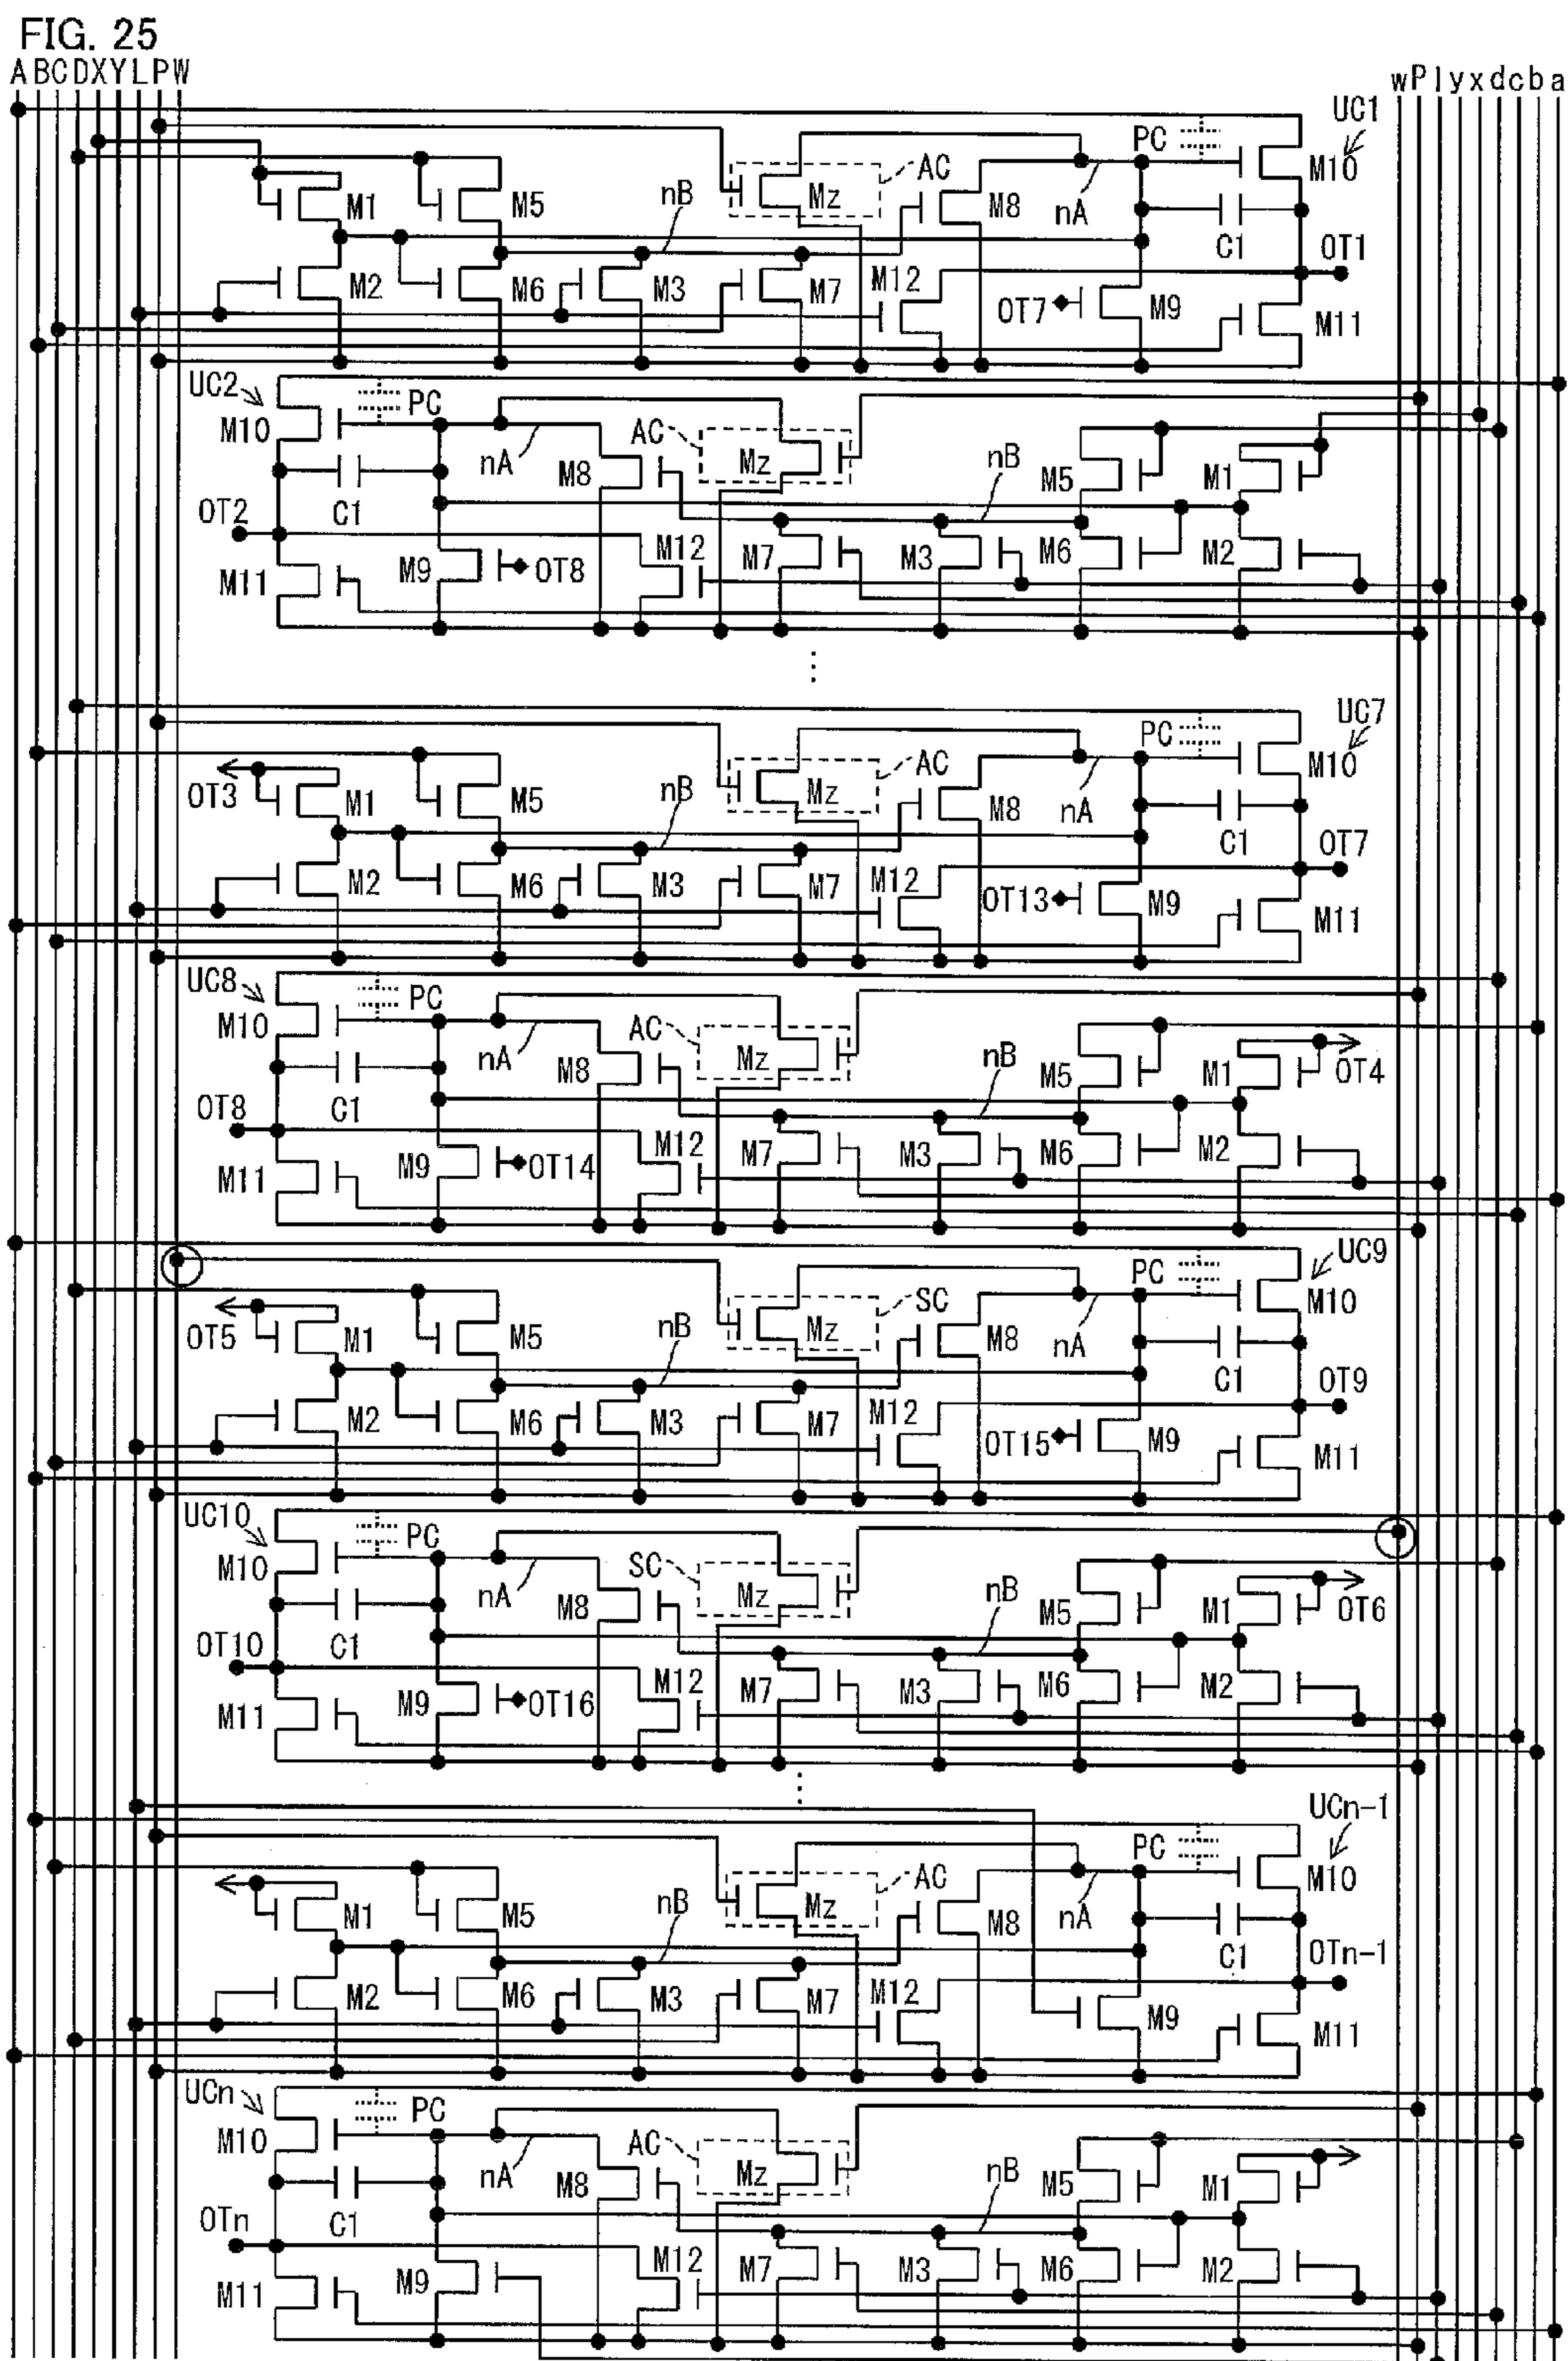 FIG. 25
A B C D X Y L P W
w P l y x d c b a
UC1
PC
M10
AC
Mz
M8
nA
nB
M1
M5
C1
OT1
M2
M6
M3
M7
M12
OT7
M9
M11
UC2
PC
M10
AC
Mz
nA
M8
nB
M5
M1
OT2
C1
M12
M7
M3
M6
M2
M9
OT8
M11
⋮
UC7
PC
M10
AC
Mz
OT3
M1
M5
nB
M8
nA
C1
OT7
M2
M6
M3
M7
M12
OT13
M9
M11
UC8
PC
M10
AC
Mz
nA
M8
nB
M5
M1
OT4
OT8
C1
M12
M7
M3
M6
M2
M9
OT14
M11
UC9
PC
M10
SC
Mz
OT5
M1
M5
nB
M8
nA
C1
OT9
M2
M6
M3
M7
M12
OT15
M9
M11
UC10
PC
M10
SC
Mz
nA
M8
nB
M5
M1
OT6
OT10
C1
M12
M7
M3
M6
M2
M9
OT16
M11
⋮
UCn-1
PC
M10
AC
Mz
M1
M5
nB
M8
nA
C1
OTn-1
M2
M6
M3
M7
M12
M9
M11
UCn
PC
M10
AC
Mz
nA
M8
nB
M5
M1
OTn
C1
M12
M7
M3
M6
M2
M9
M11